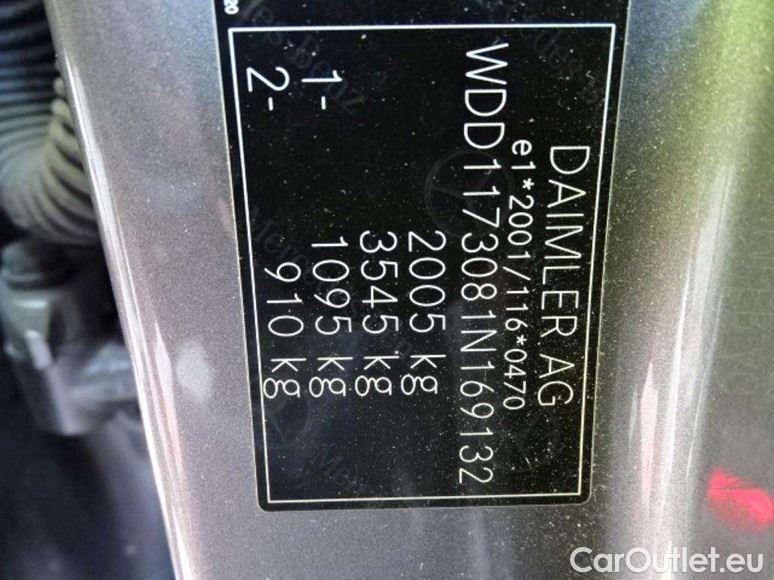 DAIMLER AG
e1*2001/116*0470
WDD1173081N169132
2005 kg
3545 kg
1- 1095 kg
2- 910 kg
20
CarOutlet.eu